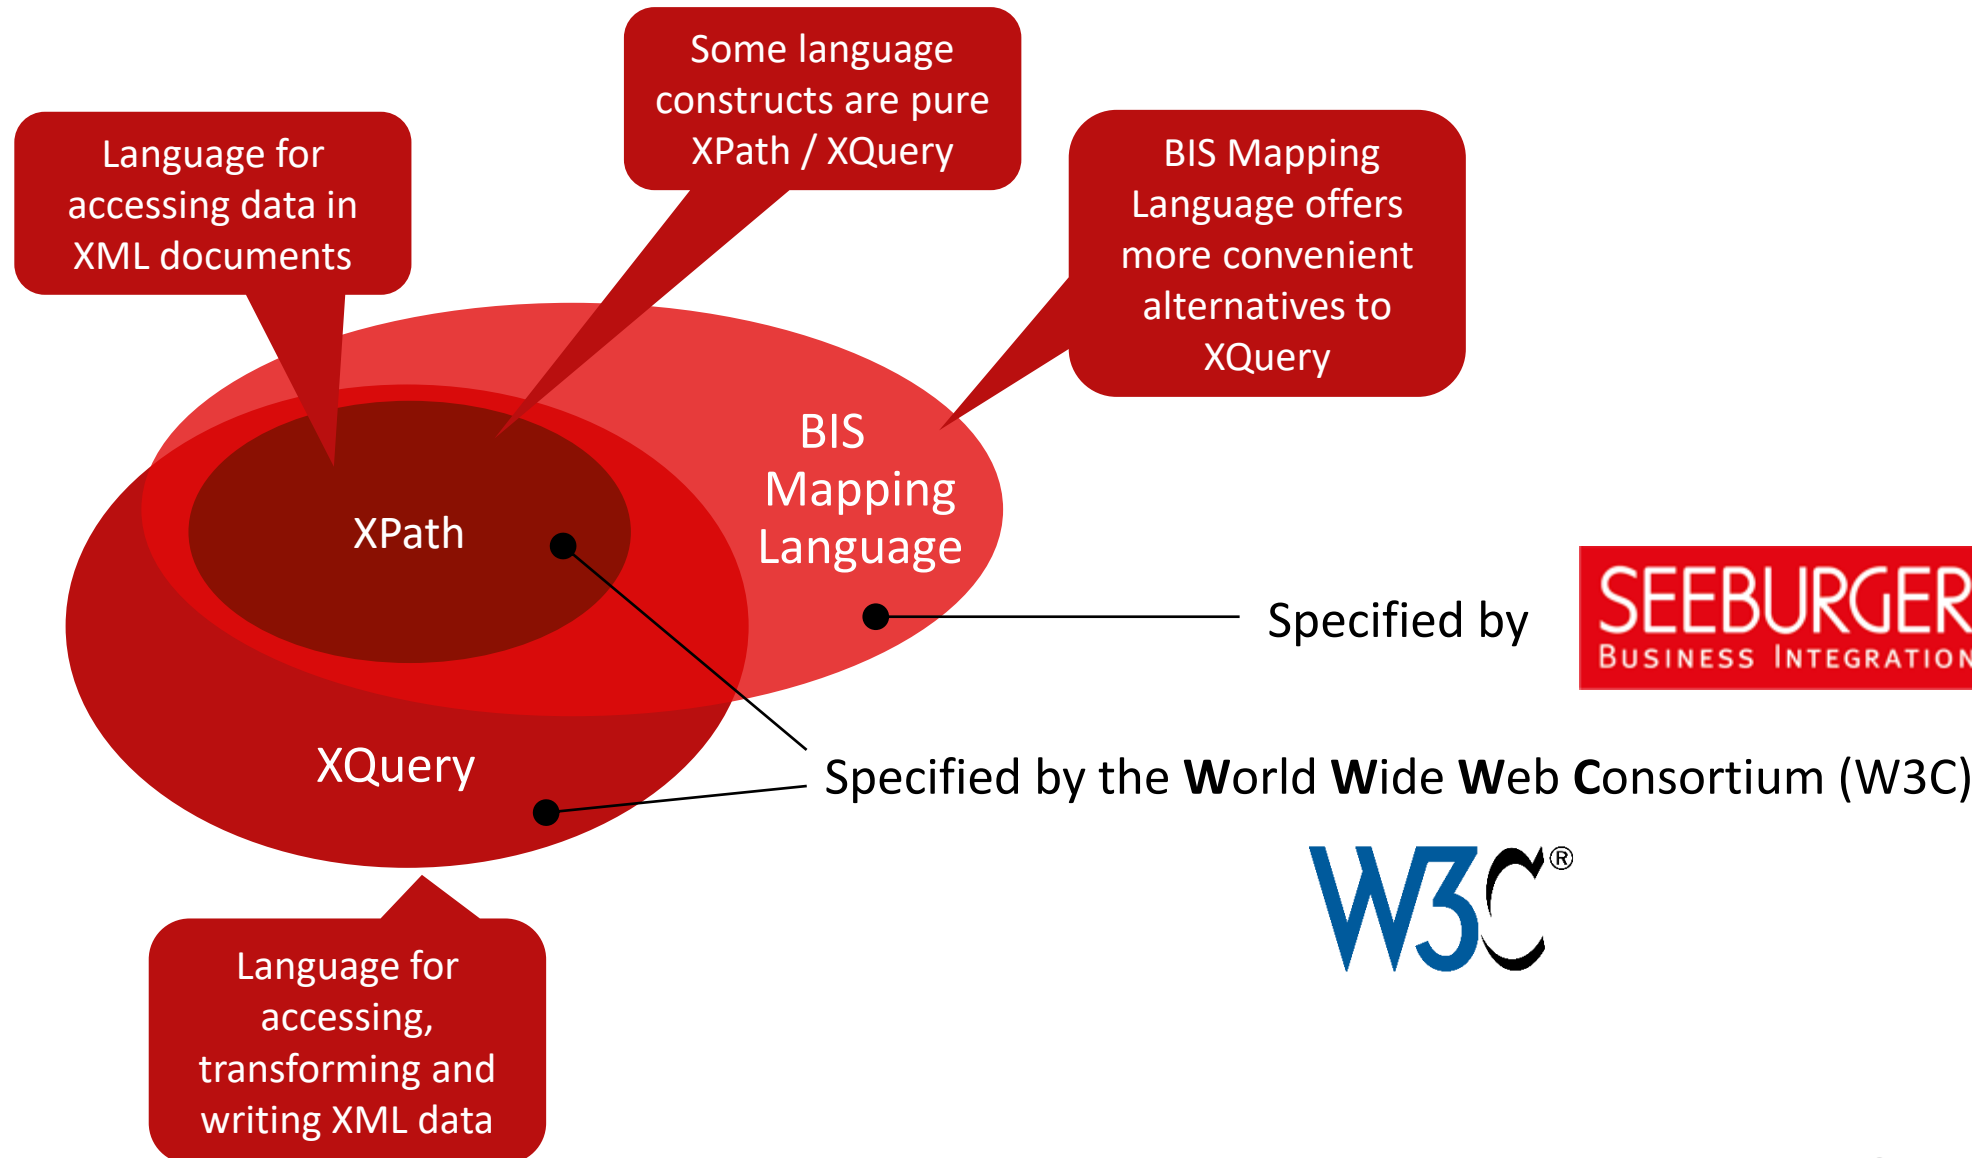 Some language
constructs are pure
XPath / XQuery
Language for
accessing data in
XML documents
BIS Mapping
Language offers
more convenient
alternatives to
XQuery
BIS
Mapping
Language
XPath
Specified by
SEEBURGER
BUSINESS INTEGRATION
XQuery
Specified by the World Wide Web Consortium (W3C)
W3C®
Language for
accessing,
transforming and
writing XML data